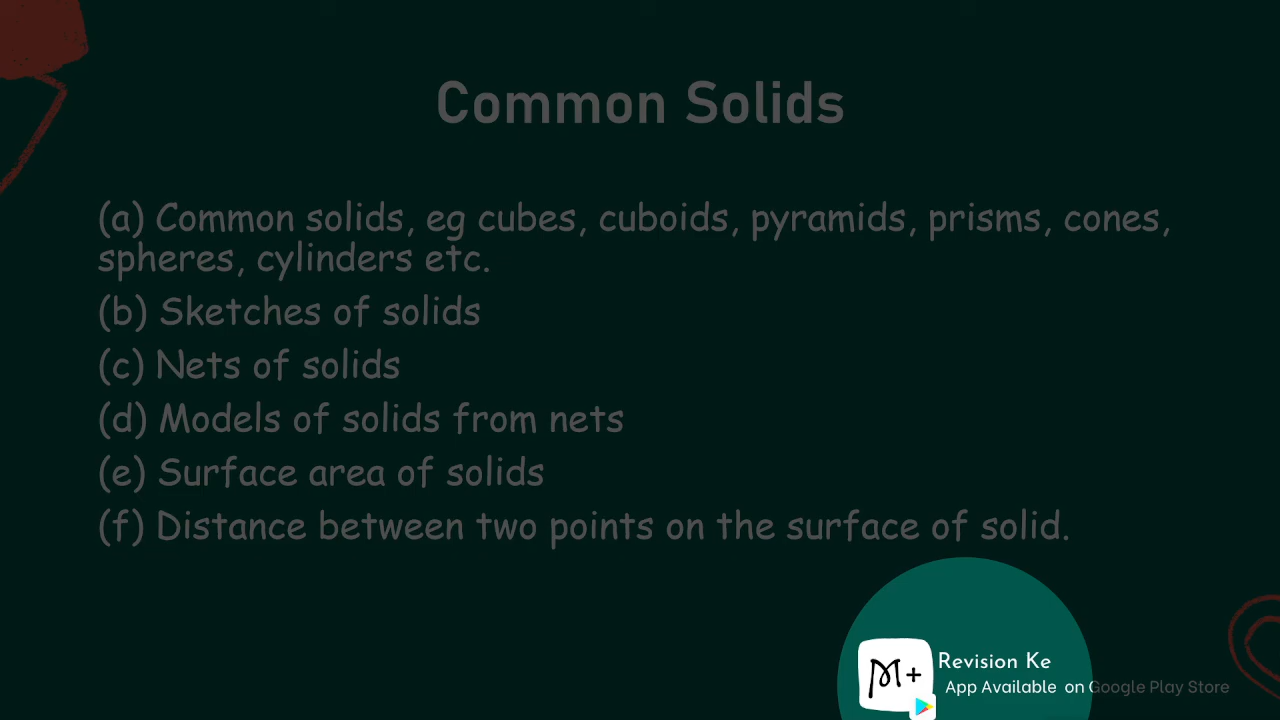 Common Solids
(a) Common solids, eg cubes, cuboids, pyramids, prisms, cones,
spheres, cylinders etc.
(b) Sketches of solids
(c) Nets of solids
(d) Models of solids from nets
(e) Surface area of solids
(f) Distance between two points on the surface of solid.
M+
Revision Ke
App Available on Google Play Store